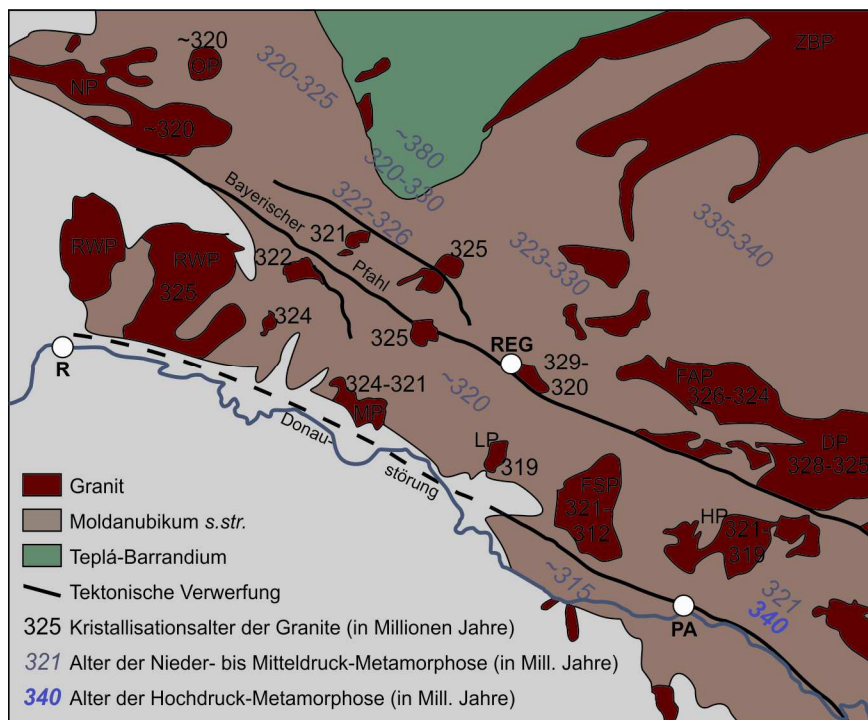 ~320
OP
ZBP
NP
320-325
~320
~380
320-330
322-326
Bayerischer
Pfahl
335-340
RWP
RWP
325
321
322
325
323-330
324
325
REG
R
329-
320
324-321
MP
~320
FAP
326-324
Donau-
störung
LP
319
DP
328-325
FSP
321-
312
HP
321-
319
~315
321
340
PA
Granit
Moldanubikum s.str.
Teplá-Barrandium
Tektonische Verwerfung
325 Kristallisationsalter der Granite (in Millionen Jahre)
321 Alter der Nieder- bis Mitteldruck-Metamorphose (in Mill. Jahre)
340 Alter der Hochdruck-Metamorphose (in Mill. Jahre)